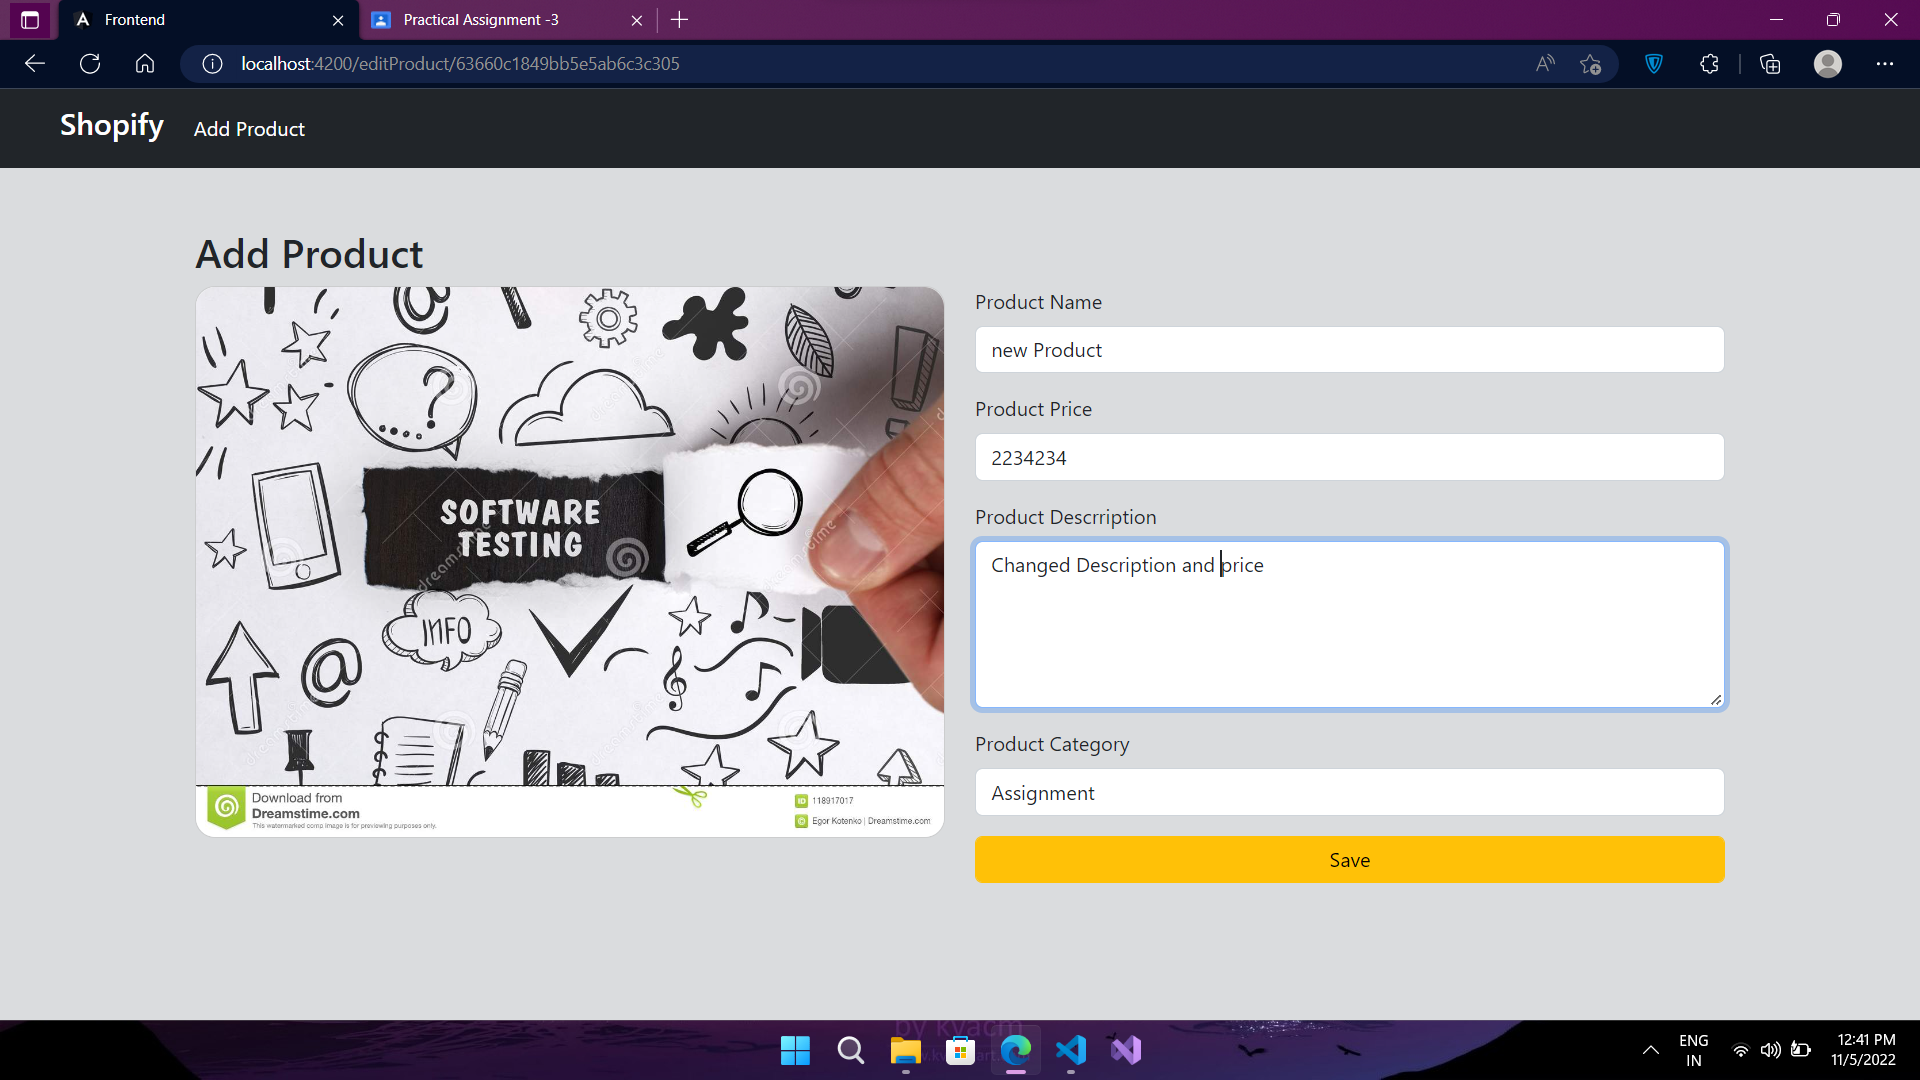 Frontend
Practical Assignment -3
localhost:4200/editProduct/63660c1849bb5e5ab6c3c305
Shopify
Add Product
Add Product
SOFTWARE
TESTING
INFO
dreamstime
Download from
Dreamstime.com
This watermarked comp image is for previewing purposes only.
ID 118917017
© Egor Kotenko | Dreamstime.com
Product Name
new Product
Product Price
2234234
Product Descrription
Changed Description and price
Product Category
Assignment
Save
by kvacm
ENG
IN
12:41 PM
11/5/2022